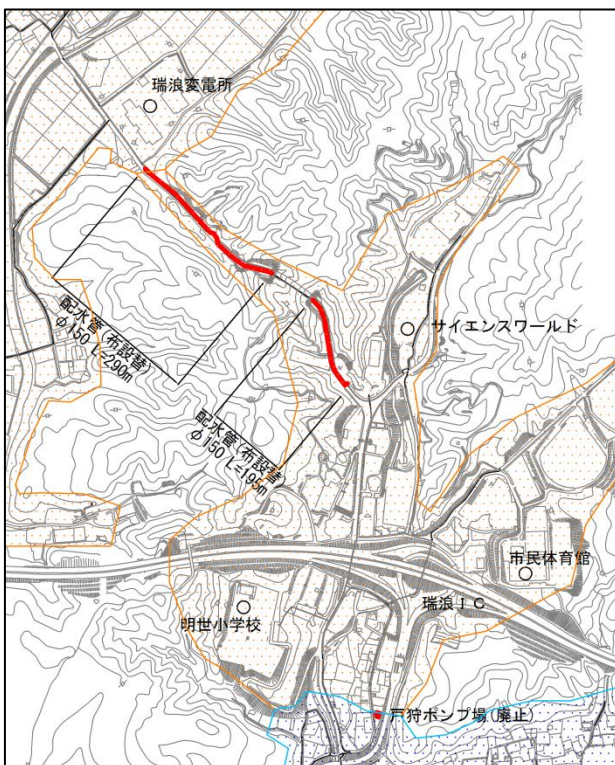 瑞浪変電所
サイエンスワールド
配水管（布設替）
φ150 L=290m
配水管（布設替）
φ150 L=195m
市民体育館
瑞浪ＩＣ
明世小学校
戸狩ポンプ場（廃止）